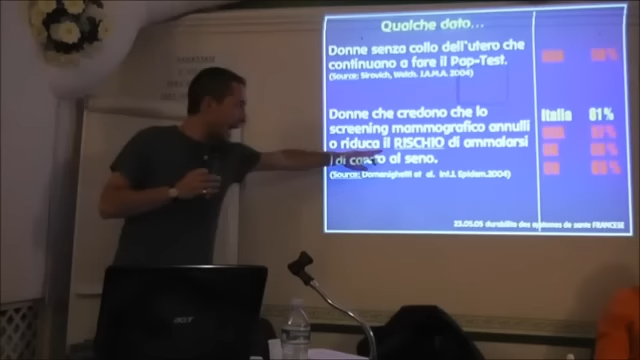 Qualche dato...
Donne senza collo dell'utero che
continuano a fare il Pap-Test.
(Source: Sirovich, Welch. J.A.M.A. 2004)
Donne che credono che lo Italia 81%
screening mammografico annulli
o riduca il RISCHIO di ammalarsi
di cancro al seno.
(Source: Domenighetti et al. Int.J. Epidem.2004)
23.05.05 durabilite des systemes de sante FRANCESE
acer